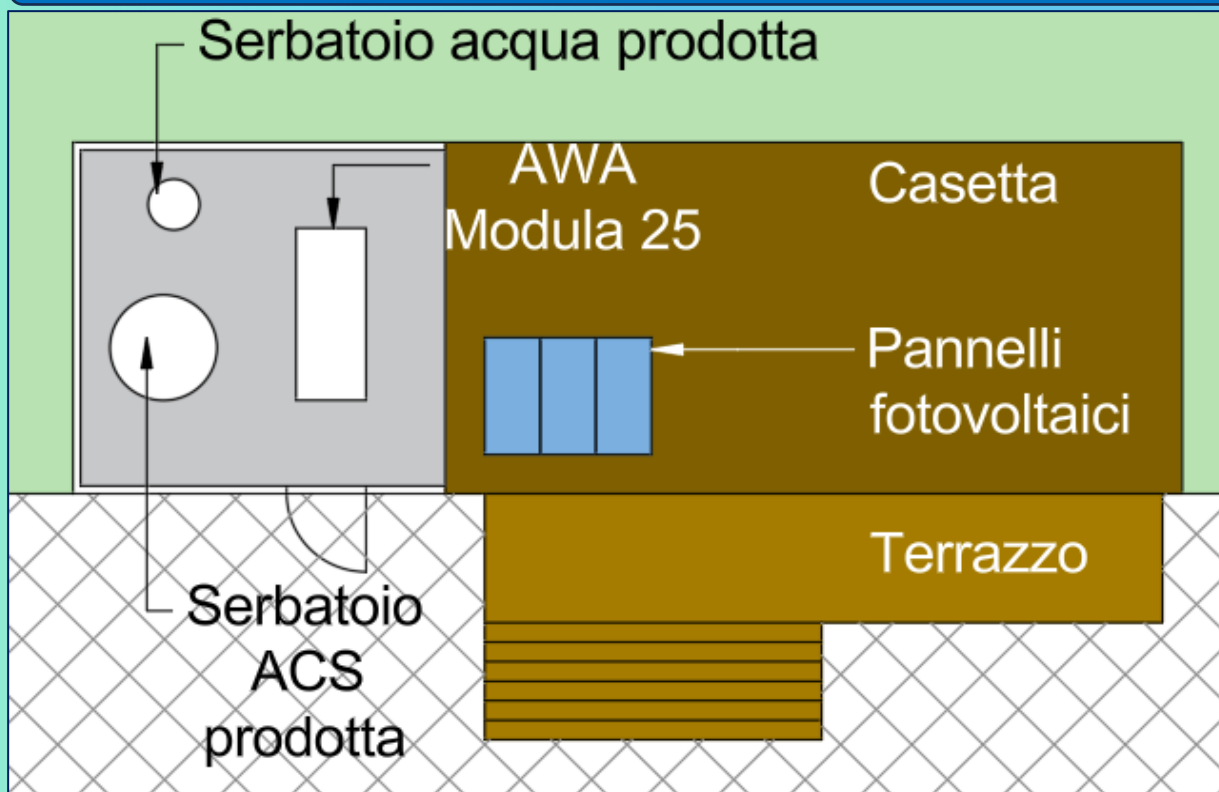 Serbatoio acqua prodotta
AWA
Modula 25
Casetta
Pannelli
fotovoltaici
Terrazzo
Serbatoio
ACS
prodotta